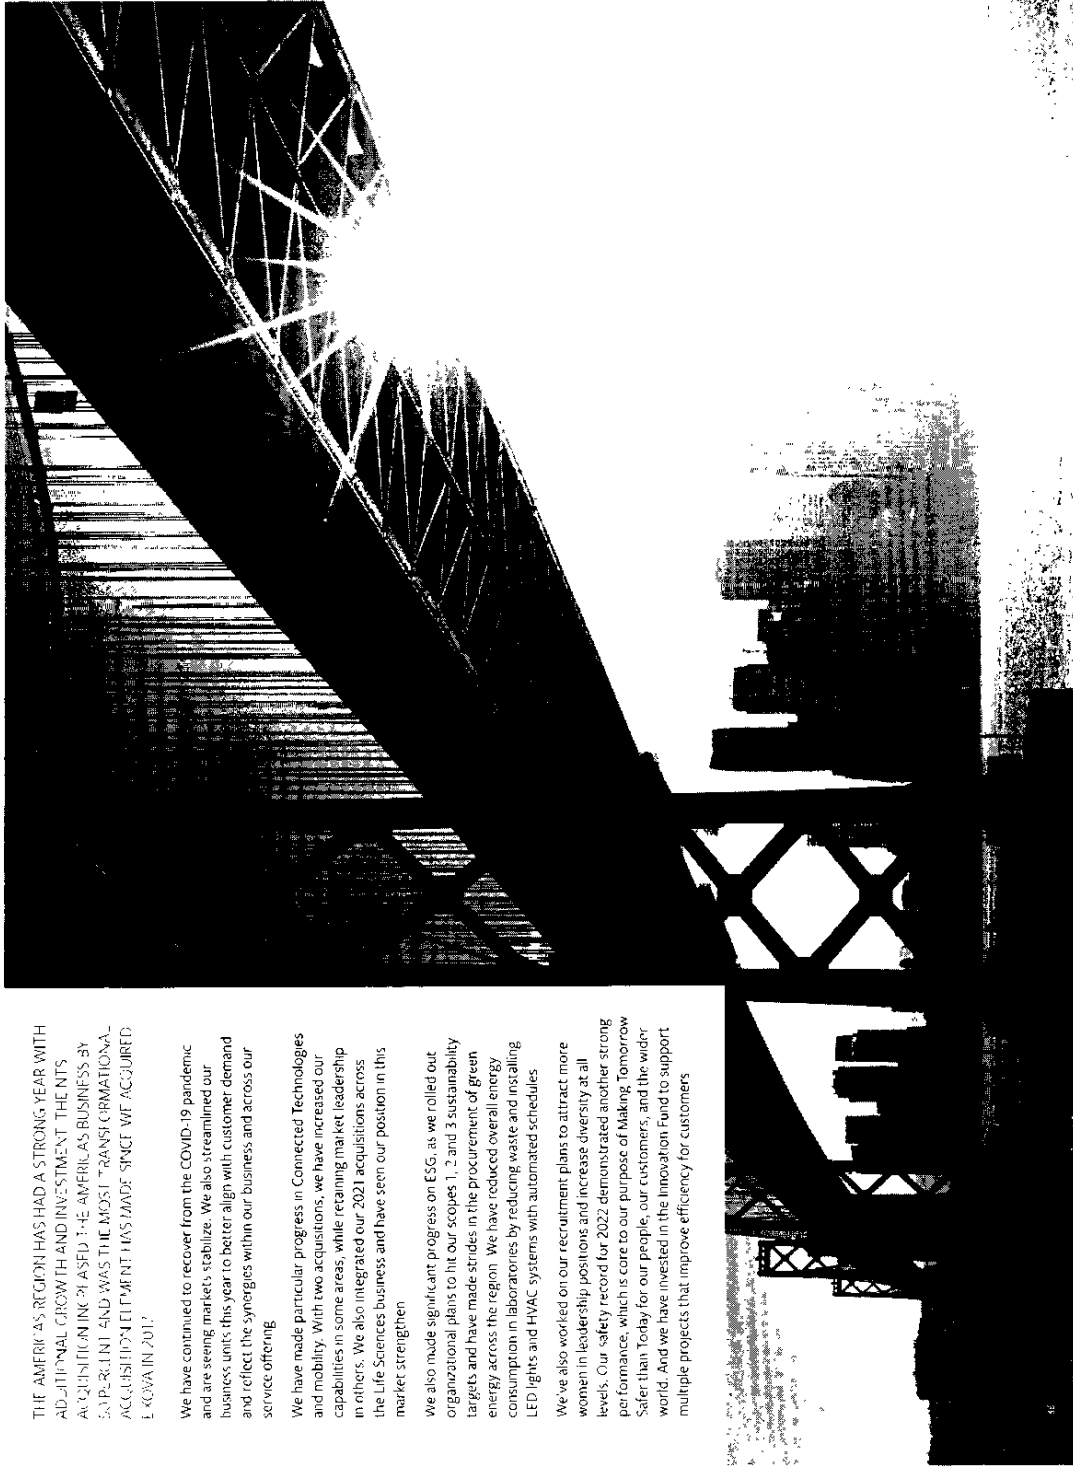 THE AMERICAS REGION HAS HAD A STRONG YEAR WITH
ADDITIONAL GROWTH AND INVESTMENT. THE NTS
ACQUISITION INCREASED THE AMERICAS BUSINESS BY
PERCENT AND WAS THE MOST TRANSFORMATIONAL
ACQUISITION ELEMENT HAS MADE SINCE WE ACQUIRED
EXOVA IN 2017
We have continued to recover from the COVID-19 pandemic
and are seeing markets stabilize. We also streamlined our
business units this year to better align with customer demand
and reflect the synergies within our business and across our
service offering
We have made particular progress in Connected Technologies
and mobility. With two acquisitions, we have increased our
capabilities in some areas, while retaining market leadership
in others. We also integrated our 2021 acquisitions across
the Life Sciences business and have seen our position in this
market strengthen
We also made significant progress on ESG, as we rolled out
organizational plans to hit our scopes 1, 2 and 3 sustainability
targets and have made strides in the procurement of green
energy across the region We have reduced overall energy
consumption in laboratories by reducing waste and installing
LED lights and HVAC systems with automated schedules
We've also worked on our recruitment plans to attract more
women in leadership positions and increase diversity at all
levels. Our safety record for 2022 demonstrated another strong
performance, which is core to our purpose of Making Tomorrow
Safer than Today for our people, our customers, and the wider
world. And we have invested in the Innovation Fund to support
multiple projects that improve efficiency for customers